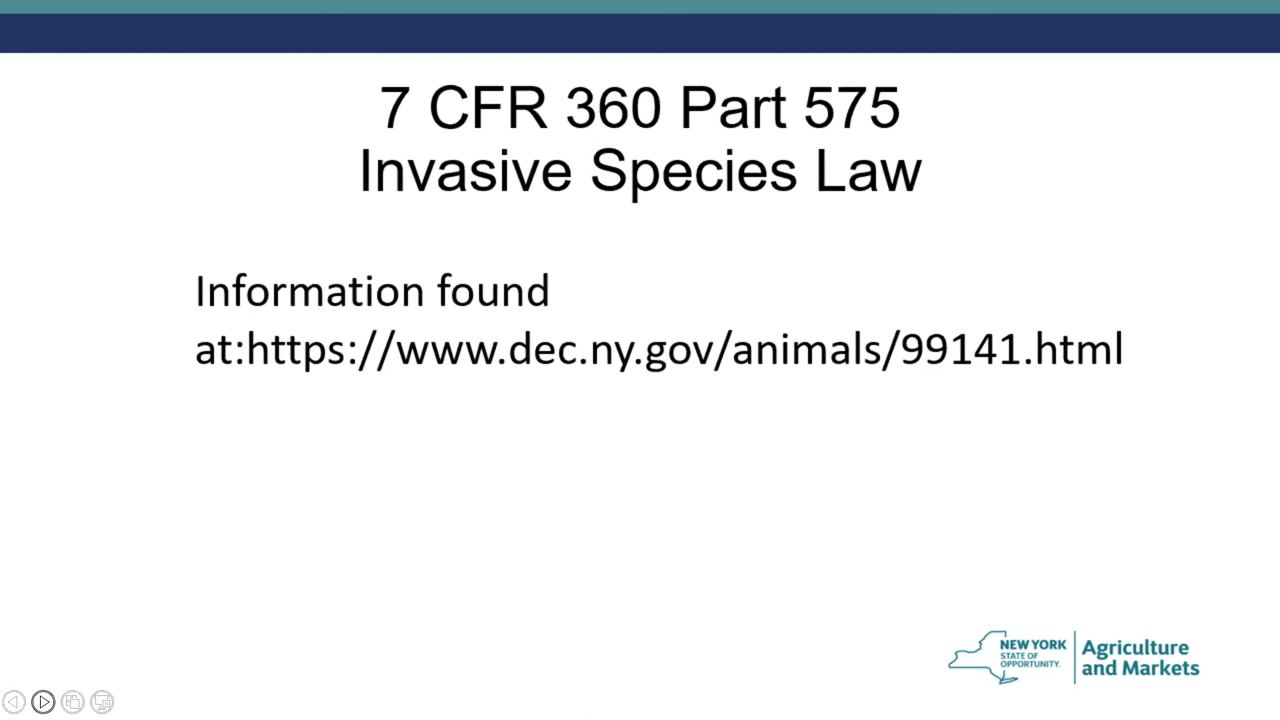 7 CFR 360 Part 575
Invasive Species Law
Information found
at:https://www.dec.ny.gov/animals/99141.html
NEW YORK
STATE OF
OPPORTUNITY.
Agriculture
and Markets